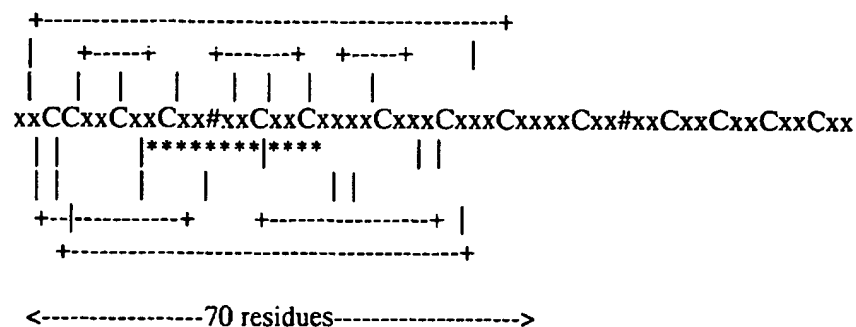 +-------------------------------------------+
| +------+ +-------+ +------+ |
| | | | | | | |
xxCCxxCxxCxx#xxCxxCxxxxCxxxCxxxCxxxxCxx#xxCxxCxxCxxCxx
| | |********|**** | |
| | | | | |
+--|-----------+ +-----------------+ |
+--------------------------------------+
<-----------------70 residues------------------->